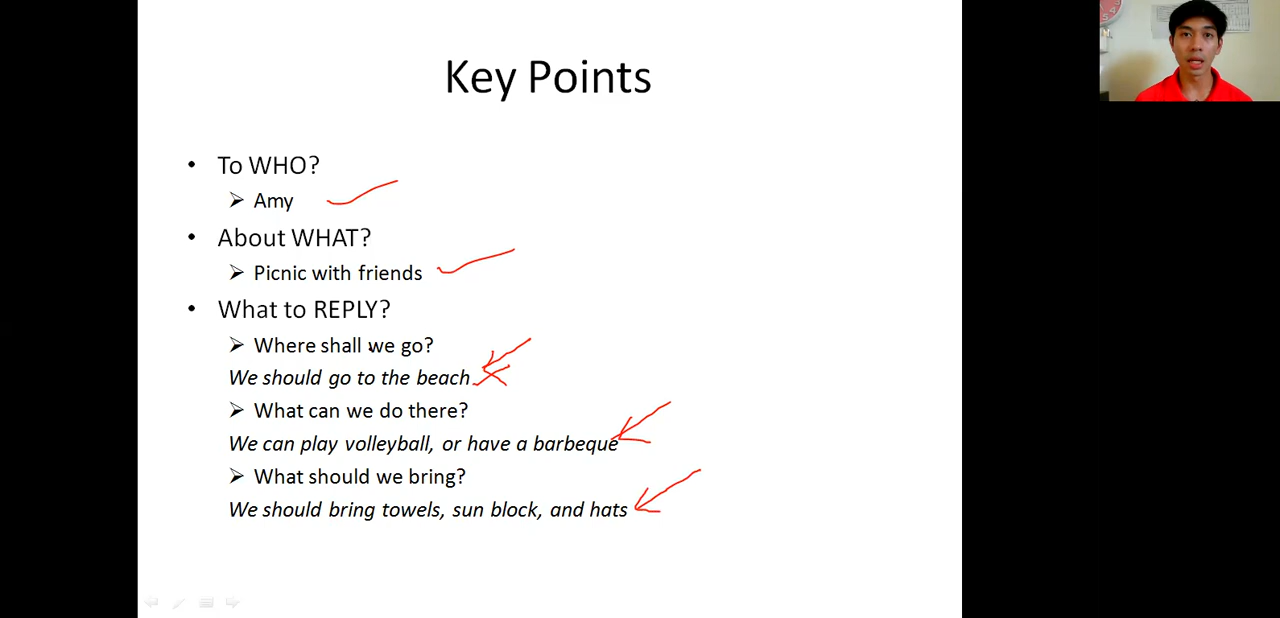 Key Points
• To WHO?
➢ Amy
• About WHAT?
➢ Picnic with friends
• What to REPLY?
➢ Where shall we go?
We should go to the beach
➢ What can we do there?
We can play volleyball, or have a barbeque
➢ What should we bring?
We should bring towels, sun block, and hats